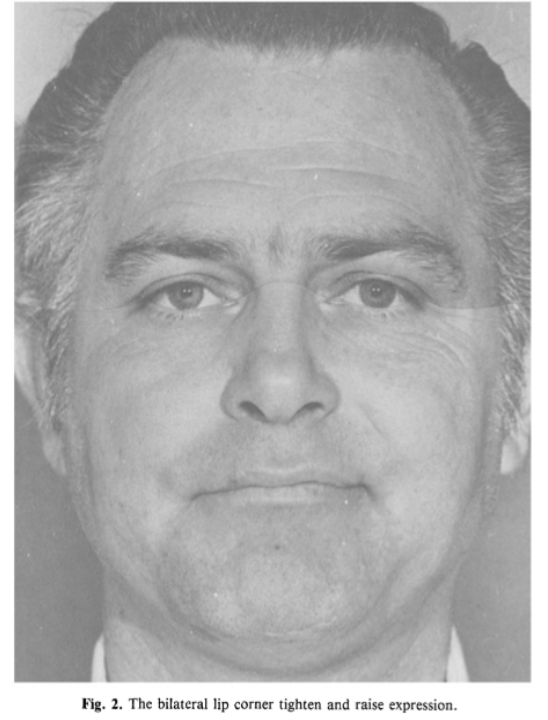 Fig. 2. The bilateral lip corner tighten and raise expression.